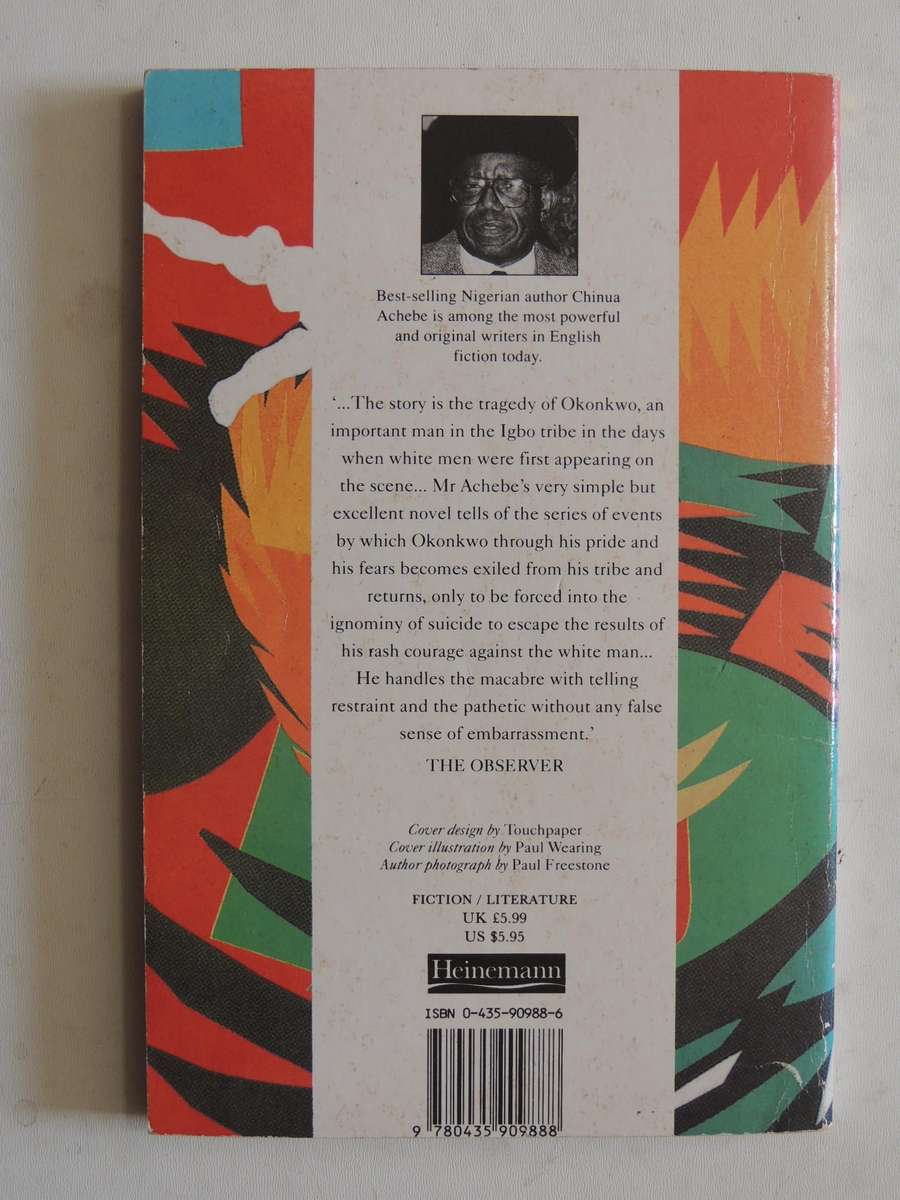 Best-selling Nigerian author Chinua
Achebe is among the most powerful
and original writers in English
fiction today.
‘...The story is the tragedy of Okonkwo, an
important man in the Igbo tribe in the days
when white men were first appearing on
the scene... Mr Achebe’s very simple but
excellent novel tells of the series of events
by which Okonkwo through his pride and
his fears becomes exiled from his tribe and
returns, only to be forced into the
ignominy of suicide to escape the results of
his rash courage against the white man...
He handles the macabre with telling
restraint and the pathetic without any false
sense of embarrassment.’
THE OBSERVER
Cover design by Touchpaper
Cover illustration by Paul Wearing
Author photograph by Paul Freestone
FICTION / LITERATURE
UK £5.99
US $5.95
Heinemann
ISBN 0-435-90988-6
9 780435 909888